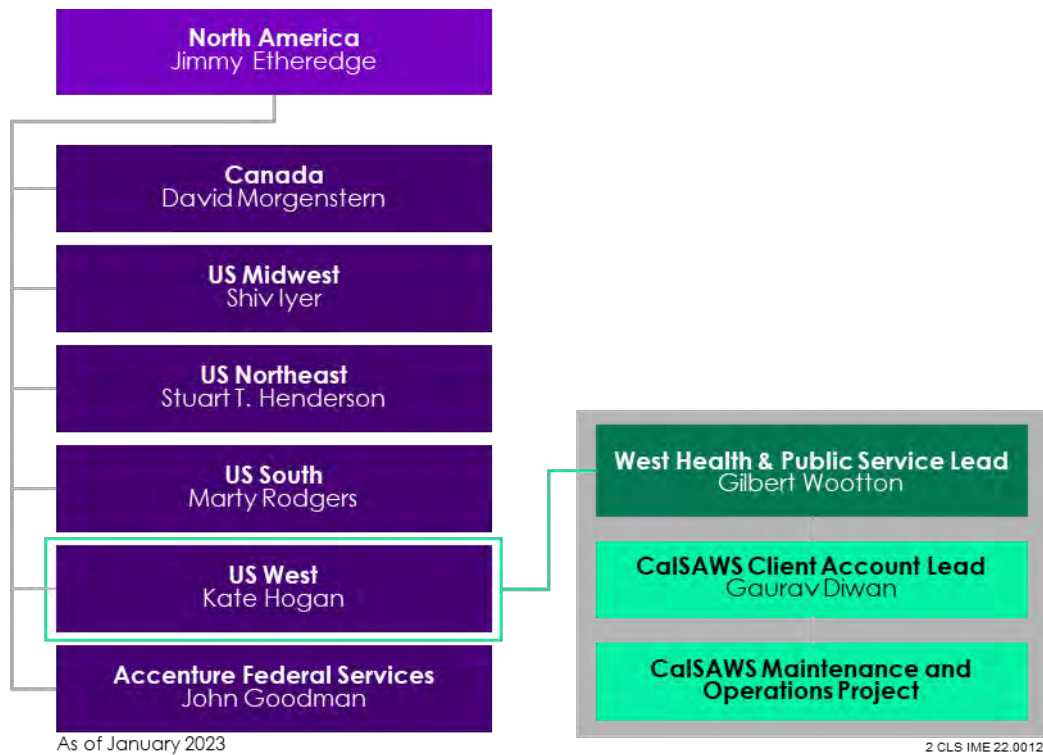 North America
Jimmy Etheredge
Canada
David Morgenstern
US Midwest
Shiv Iyer
US Northeast
Stuart T. Henderson
US South
Marty Rodgers
US West
Kate Hogan
Accenture Federal Services
John Goodman
West Health & Public Service Lead
Gilbert Wootton
CalSAWS Client Account Lead
Gaurav Diwan
CalSAWS Maintenance and
Operations Project
As of January 2023
2 CLS IME 22.0012